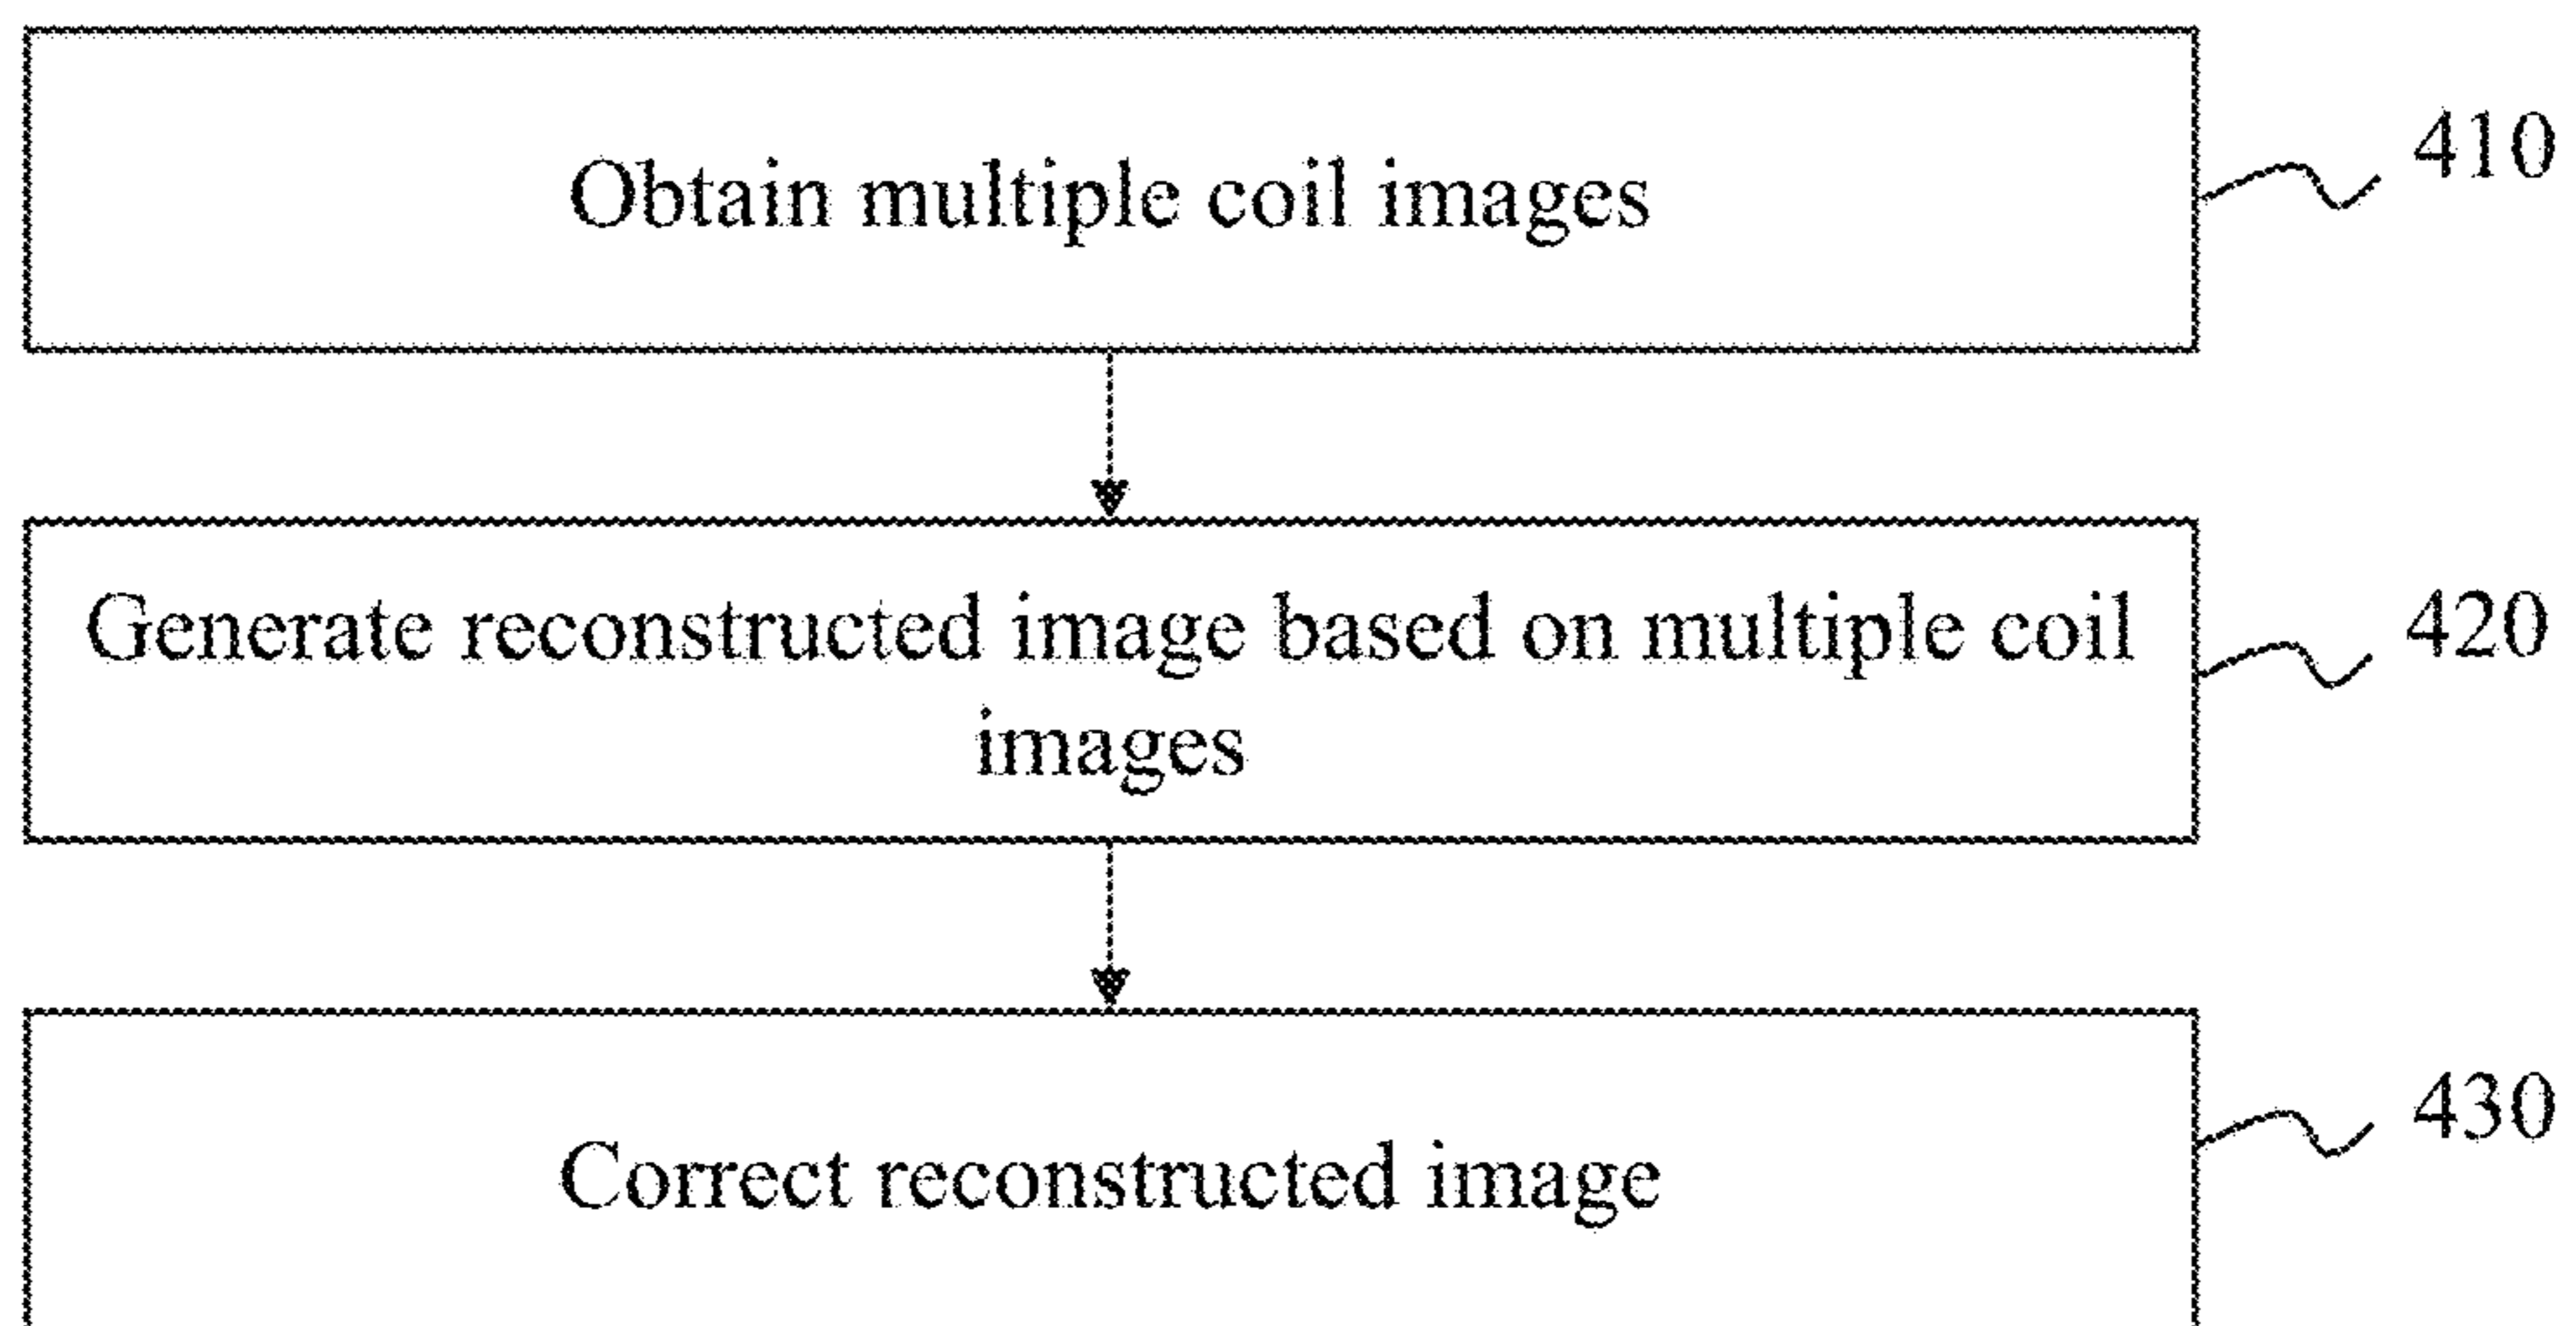 Obtain multiple coil images
410
Generate reconstructed image based on multiple coil
images
420
Correct reconstructed image
430